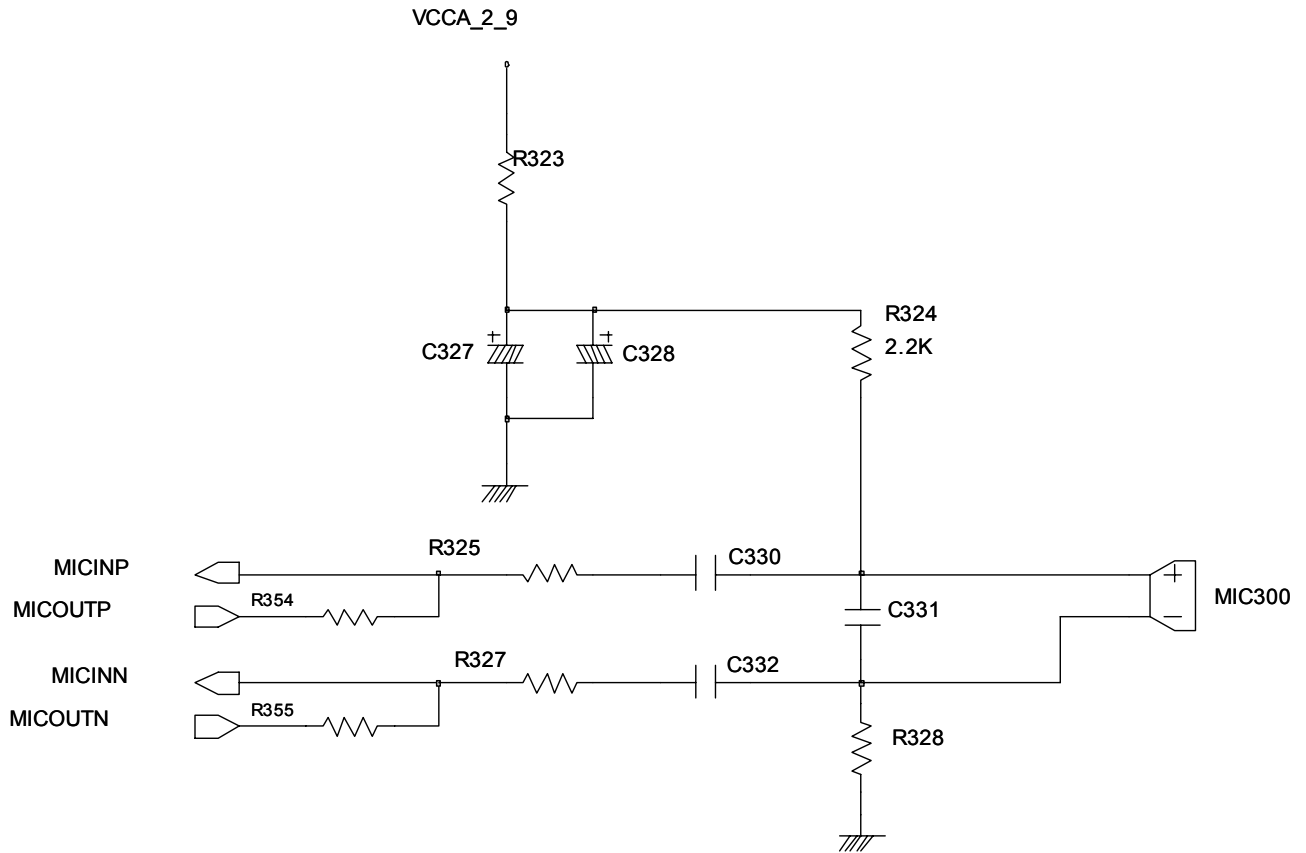 VCCA_2_9
R323
R324
2.2K
+
+
C327
C328
R325
C330
MICINP
+
MICOUTP
R354
C331
MIC300
R327
C332
MICINN
MICOUTN
R355
R328